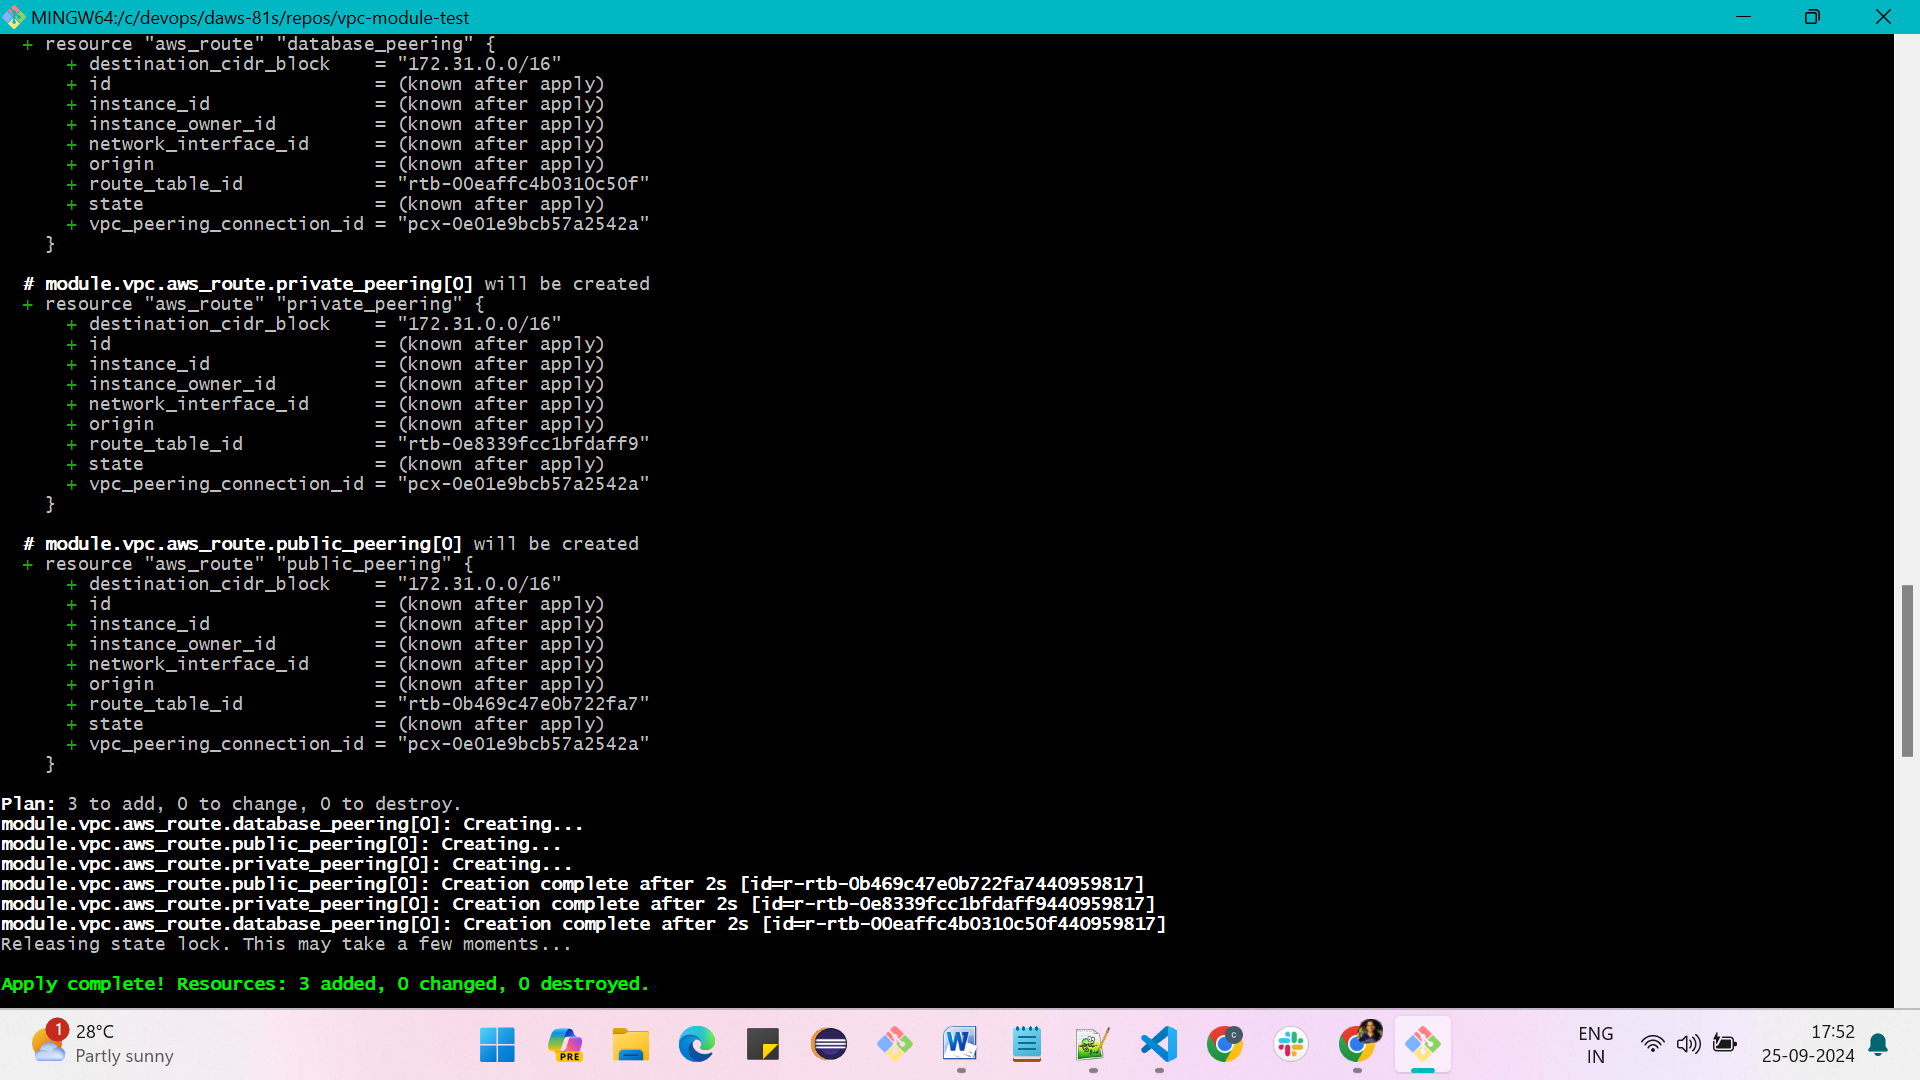 MINGW64:/c/devops/daws-81s/repos/vpc-module-test
+ resource "aws_route" "database_peering" {
+ destination_cidr_block    = "172.31.0.0/16"
+ id                        = (known after apply)
+ instance_id               = (known after apply)
+ instance_owner_id         = (known after apply)
+ network_interface_id      = (known after apply)
+ origin                    = (known after apply)
+ route_table_id            = "rtb-00eaffc4b0310c50f"
+ state                     = (known after apply)
+ vpc_peering_connection_id = "pcx-0e01e9bcb57a2542a"
}
# module.vpc.aws_route.private_peering[0] will be created
+ resource "aws_route" "private_peering" {
+ destination_cidr_block    = "172.31.0.0/16"
+ id                        = (known after apply)
+ instance_id               = (known after apply)
+ instance_owner_id         = (known after apply)
+ network_interface_id      = (known after apply)
+ origin                    = (known after apply)
+ route_table_id            = "rtb-0e8339fcc1bfdaff9"
+ state                     = (known after apply)
+ vpc_peering_connection_id = "pcx-0e01e9bcb57a2542a"
}
# module.vpc.aws_route.public_peering[0] will be created
+ resource "aws_route" "public_peering" {
+ destination_cidr_block    = "172.31.0.0/16"
+ id                        = (known after apply)
+ instance_id               = (known after apply)
+ instance_owner_id         = (known after apply)
+ network_interface_id      = (known after apply)
+ origin                    = (known after apply)
+ route_table_id            = "rtb-0b469c47e0b722fa7"
+ state                     = (known after apply)
+ vpc_peering_connection_id = "pcx-0e01e9bcb57a2542a"
}
Plan: 3 to add, 0 to change, 0 to destroy.
module.vpc.aws_route.database_peering[0]: Creating...
module.vpc.aws_route.public_peering[0]: Creating...
module.vpc.aws_route.private_peering[0]: Creating...
module.vpc.aws_route.public_peering[0]: Creation complete after 2s [id=r-rtb-0b469c47e0b722fa7440959817]
module.vpc.aws_route.private_peering[0]: Creation complete after 2s [id=r-rtb-0e8339fcc1bfdaff9440959817]
module.vpc.aws_route.database_peering[0]: Creation complete after 2s [id=r-rtb-00eaffc4b0310c50f440959817]
Releasing state lock. This may take a few moments...
Apply complete! Resources: 3 added, 0 changed, 0 destroyed.
1
28°C
Partly sunny
PRE
W
C
ENG
IN
17:52
25-09-2024